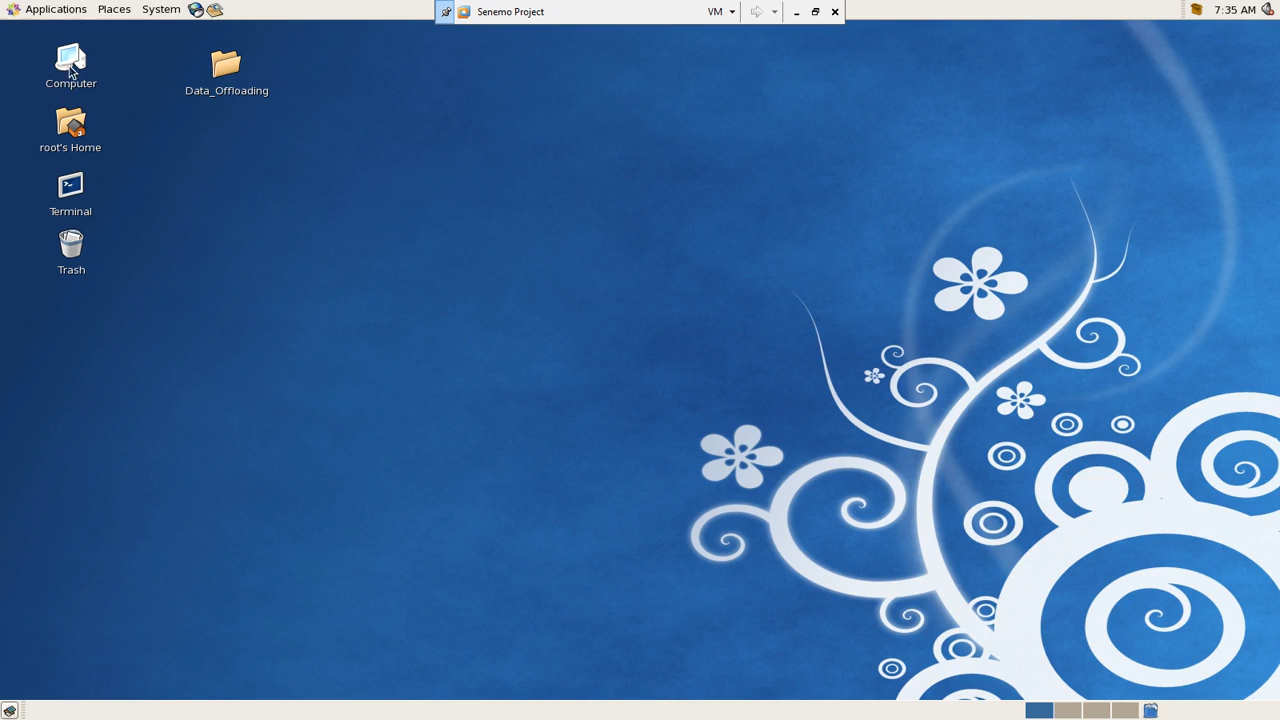 Applications Places System
Senemo Project
VM
7:35 AM
Computer
Data_Offloading
root's Home
Terminal
Trash